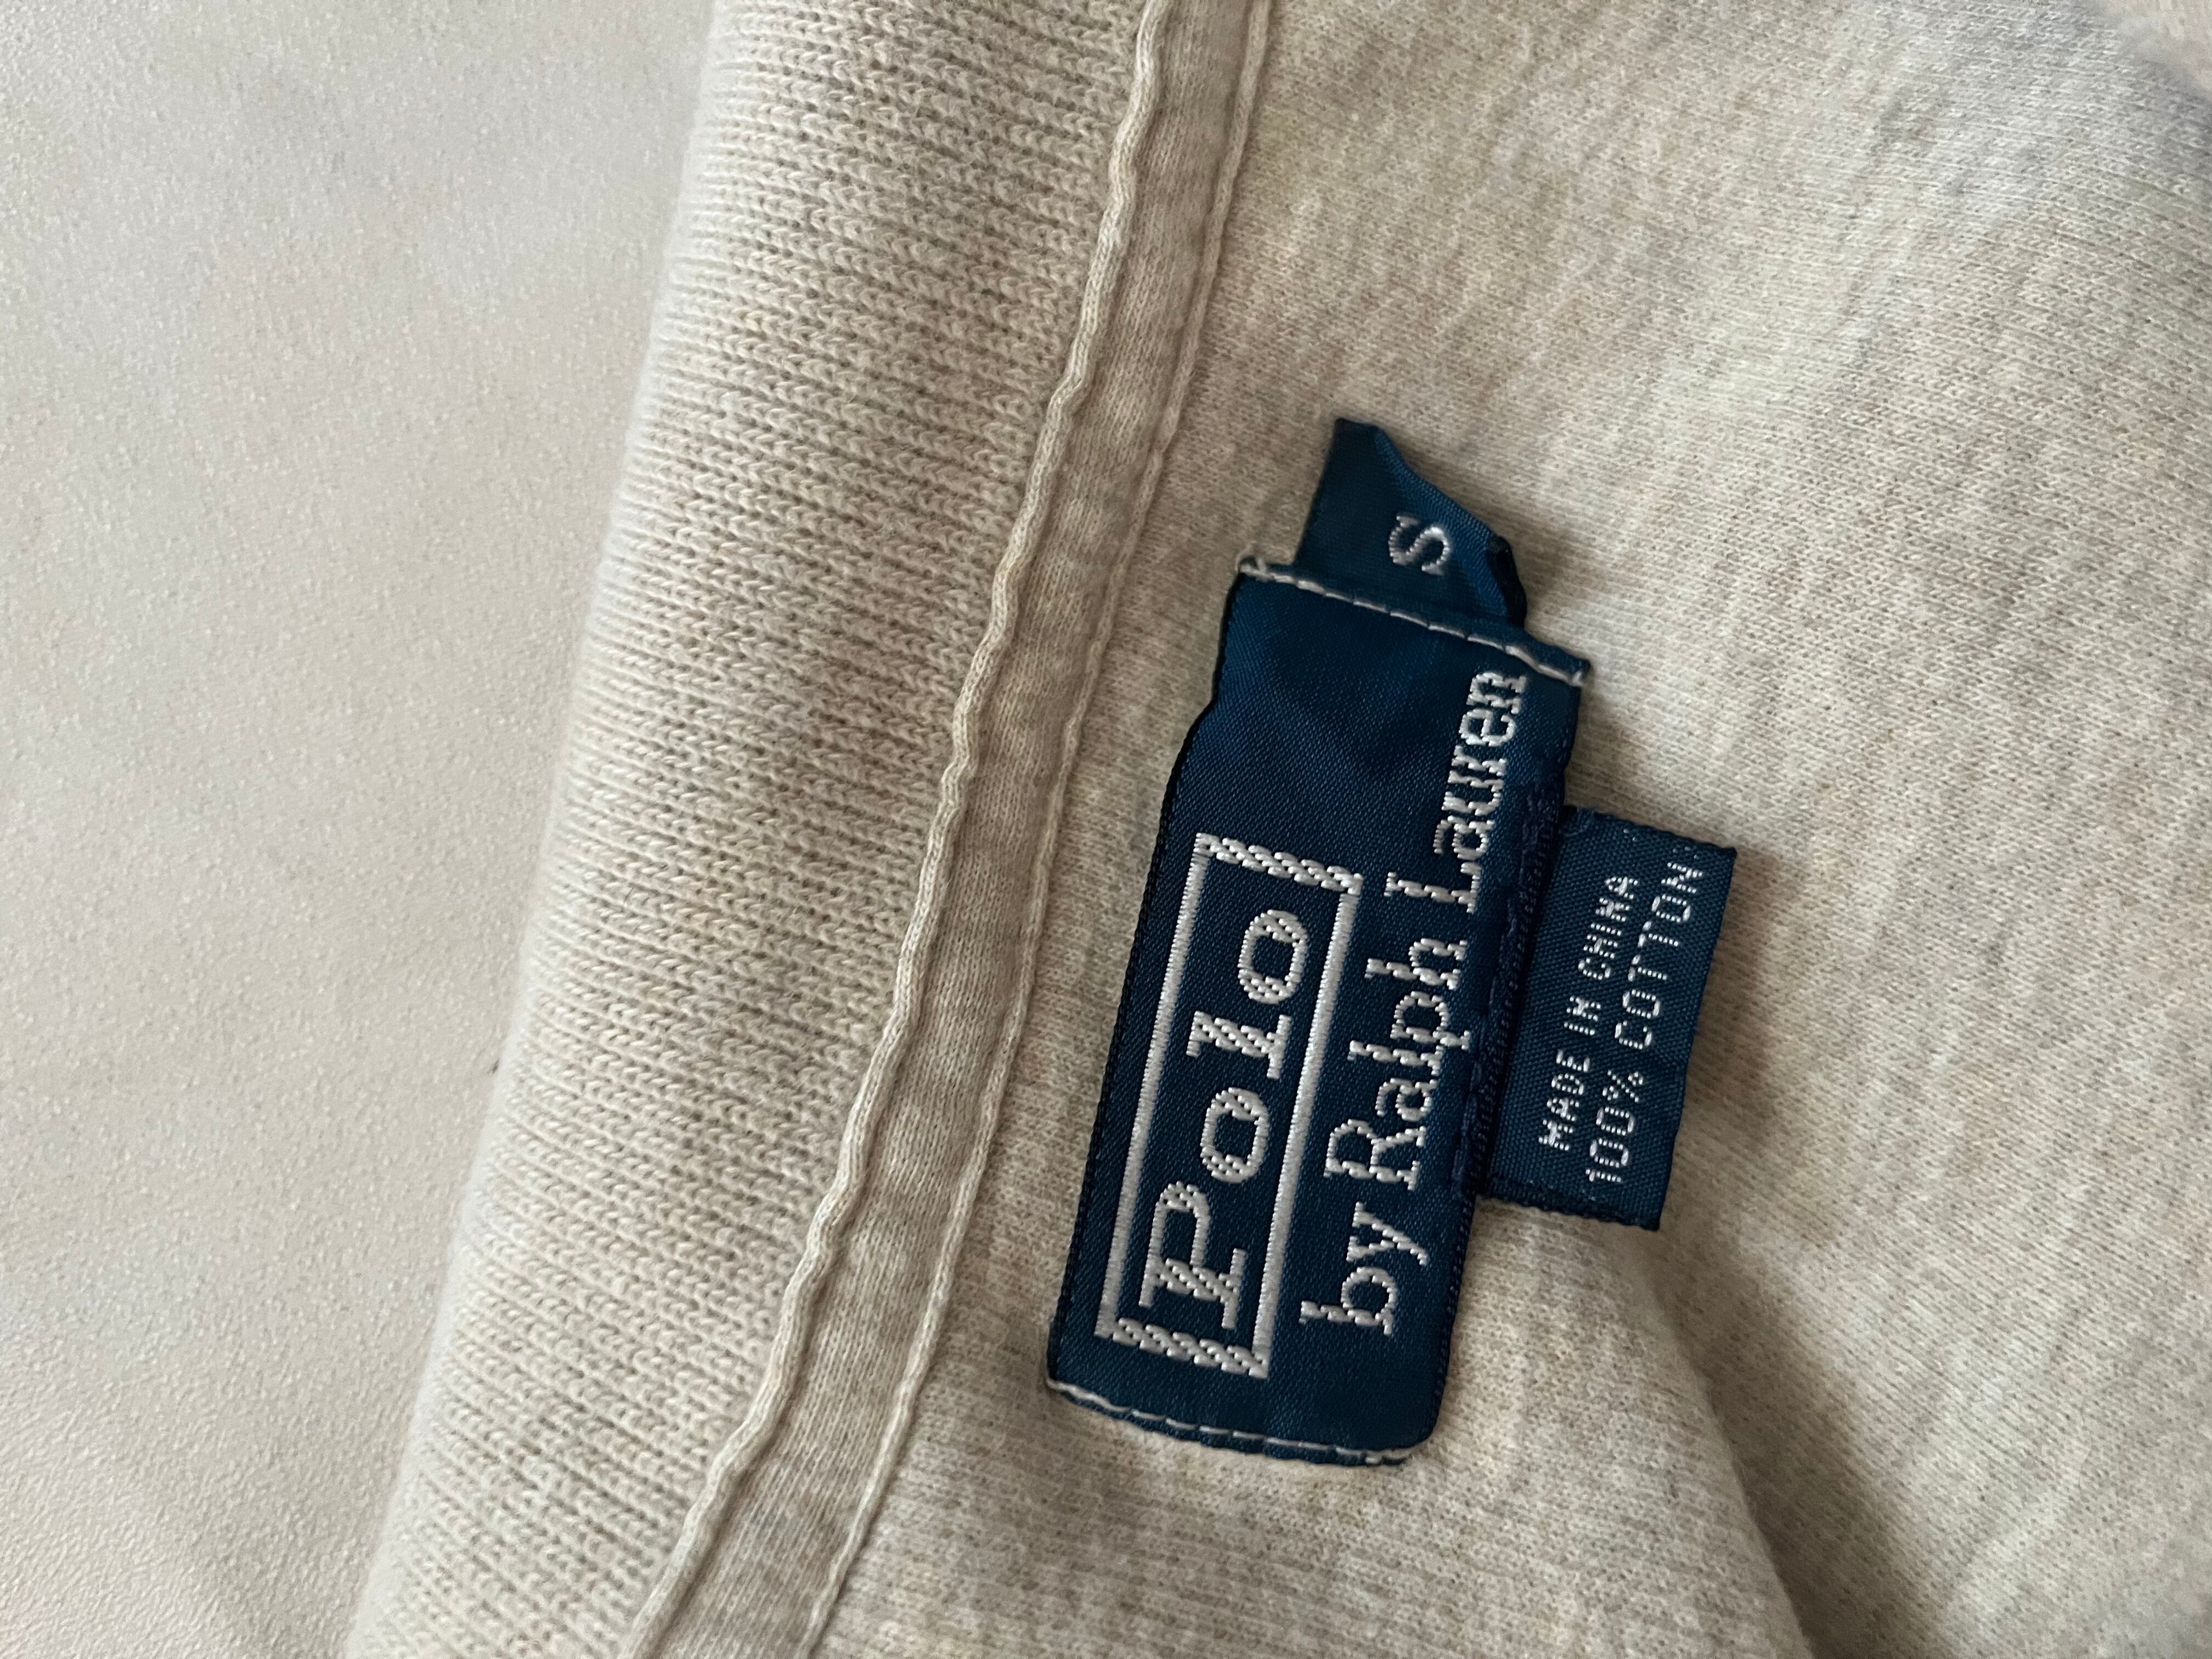 S
Polo
by Ralph Lauren
MADE IN CHINA
100% COTTON